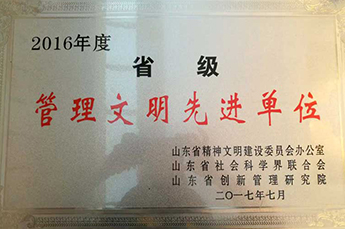 2016年度
省级
管理文明先进单位
山东省精神文明建设委员会办公室
山东省社会科学界联合会
山东省创新管理研究院
二〇一七年七月